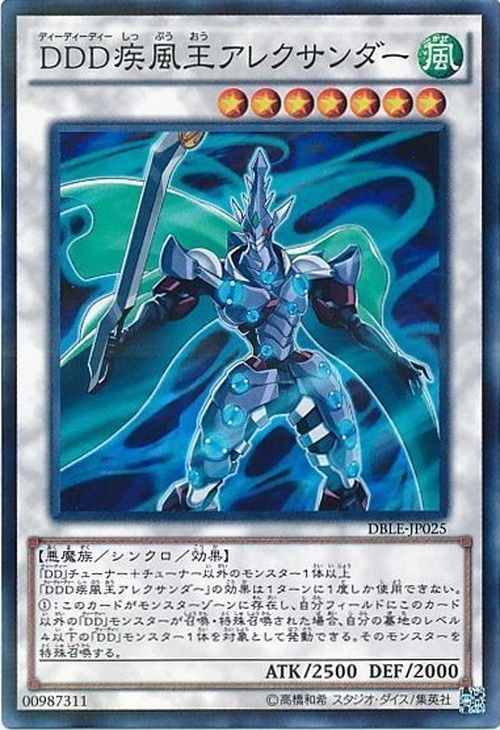 ディーディーディー しっ ぷう おう
DDD疾風王アレクサンダー
かぜ
風
DBLE-JP025
【悪魔族／シンクロ／効果】
「DD」チューナー＋チューナー以外のモンスター1体以上
「DDD疾風王アレクサンダー」の効果は1ターンに1度しか使用できない。
①：このカードがモンスターゾーンに存在し、自分フィールドにこのカード
以外の「DD」モンスターが召喚・特殊召喚された場合、自分の墓地のレベル
4以下の「DD」モンスター1体を対象として発動できる。そのモンスターを
特殊召喚する。
ATK/2500 DEF/2000
00987311
©高橋和希 スタジオ・ダイス/集英社